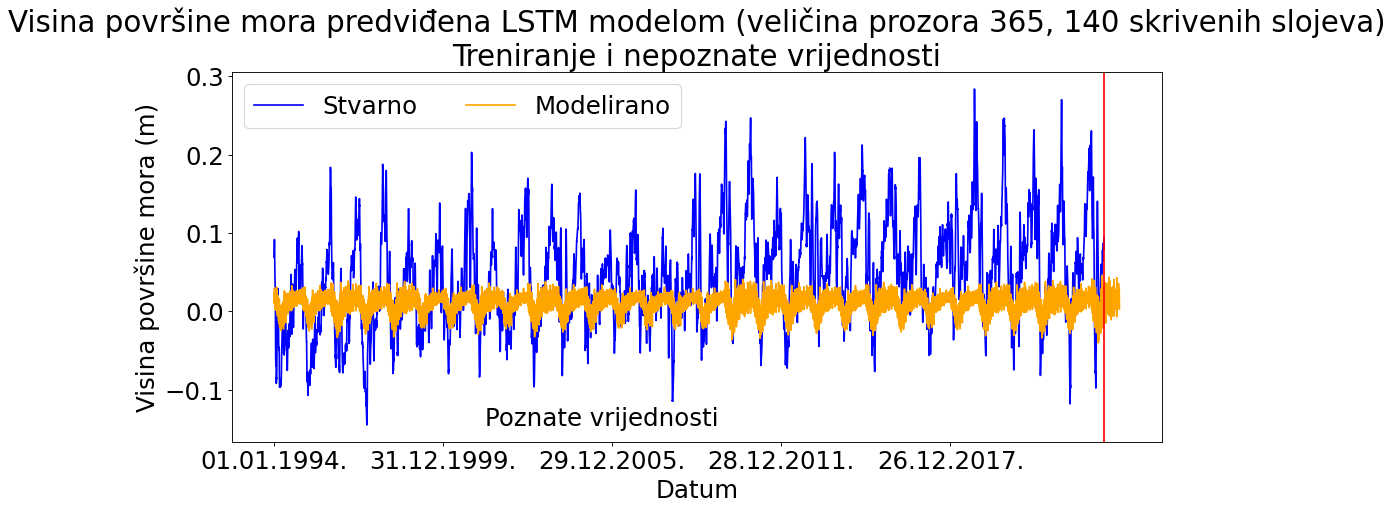 Visina površine mora predviđena LSTM modelom (veličina prozora 365, 140 skrivenih slojeva)
Treniranje i nepoznate vrijednosti
Stvarno
Modelirano
Visina površine mora (m)
0.3
0.2
0.1
0.0
−0.1
Poznate vrijednosti
01.01.1994.
31.12.1999.
29.12.2005.
28.12.2011.
26.12.2017.
Datum